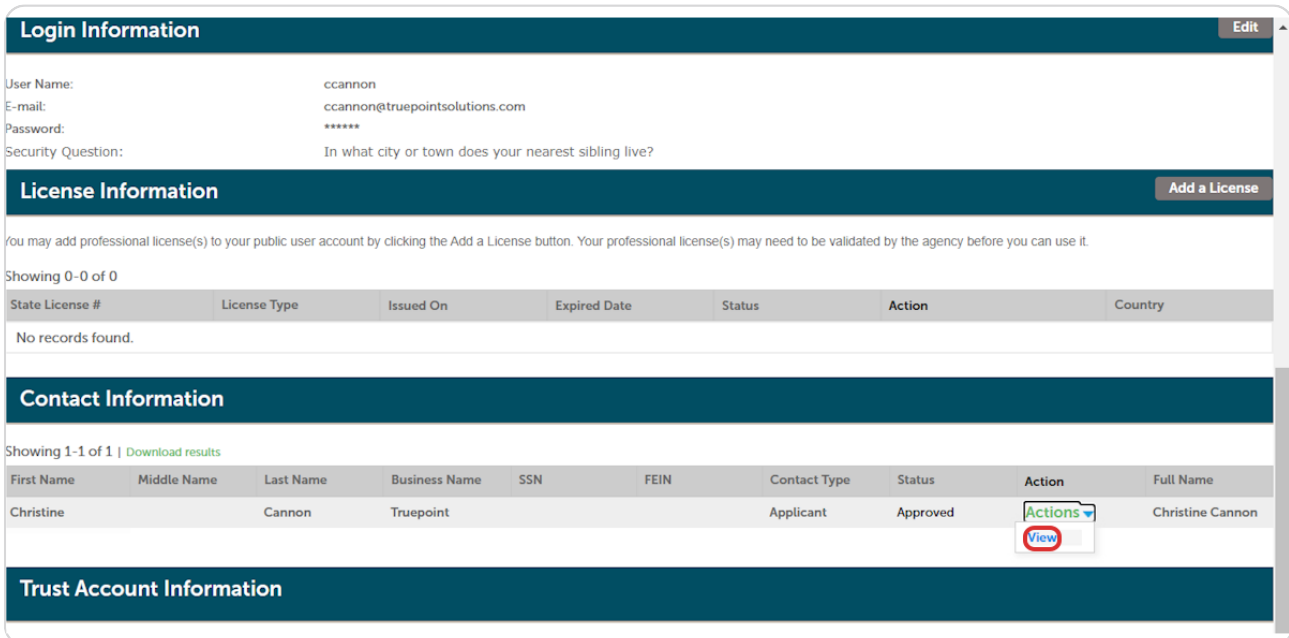 Login Information Edit
User Name: ccannon
E-mail: ccannon@truepointsolutions.com
Password: ******
Security Question: In what city or town does your nearest sibling live?
License Information Add a License
You may add professional license(s) to your public user account by clicking the Add a License button. Your professional license(s) may need to be validated by the agency before you can use it.
Showing 0-0 of 0
State License # License Type Issued On Expired Date Status Action Country
No records found.
Contact Information
Showing 1-1 of 1 | Download results
First Name Middle Name Last Name Business Name SSN FEIN Contact Type Status Action Full Name
Christine Cannon Truepoint Applicant Approved Actions Christine Cannon
View
Trust Account Information